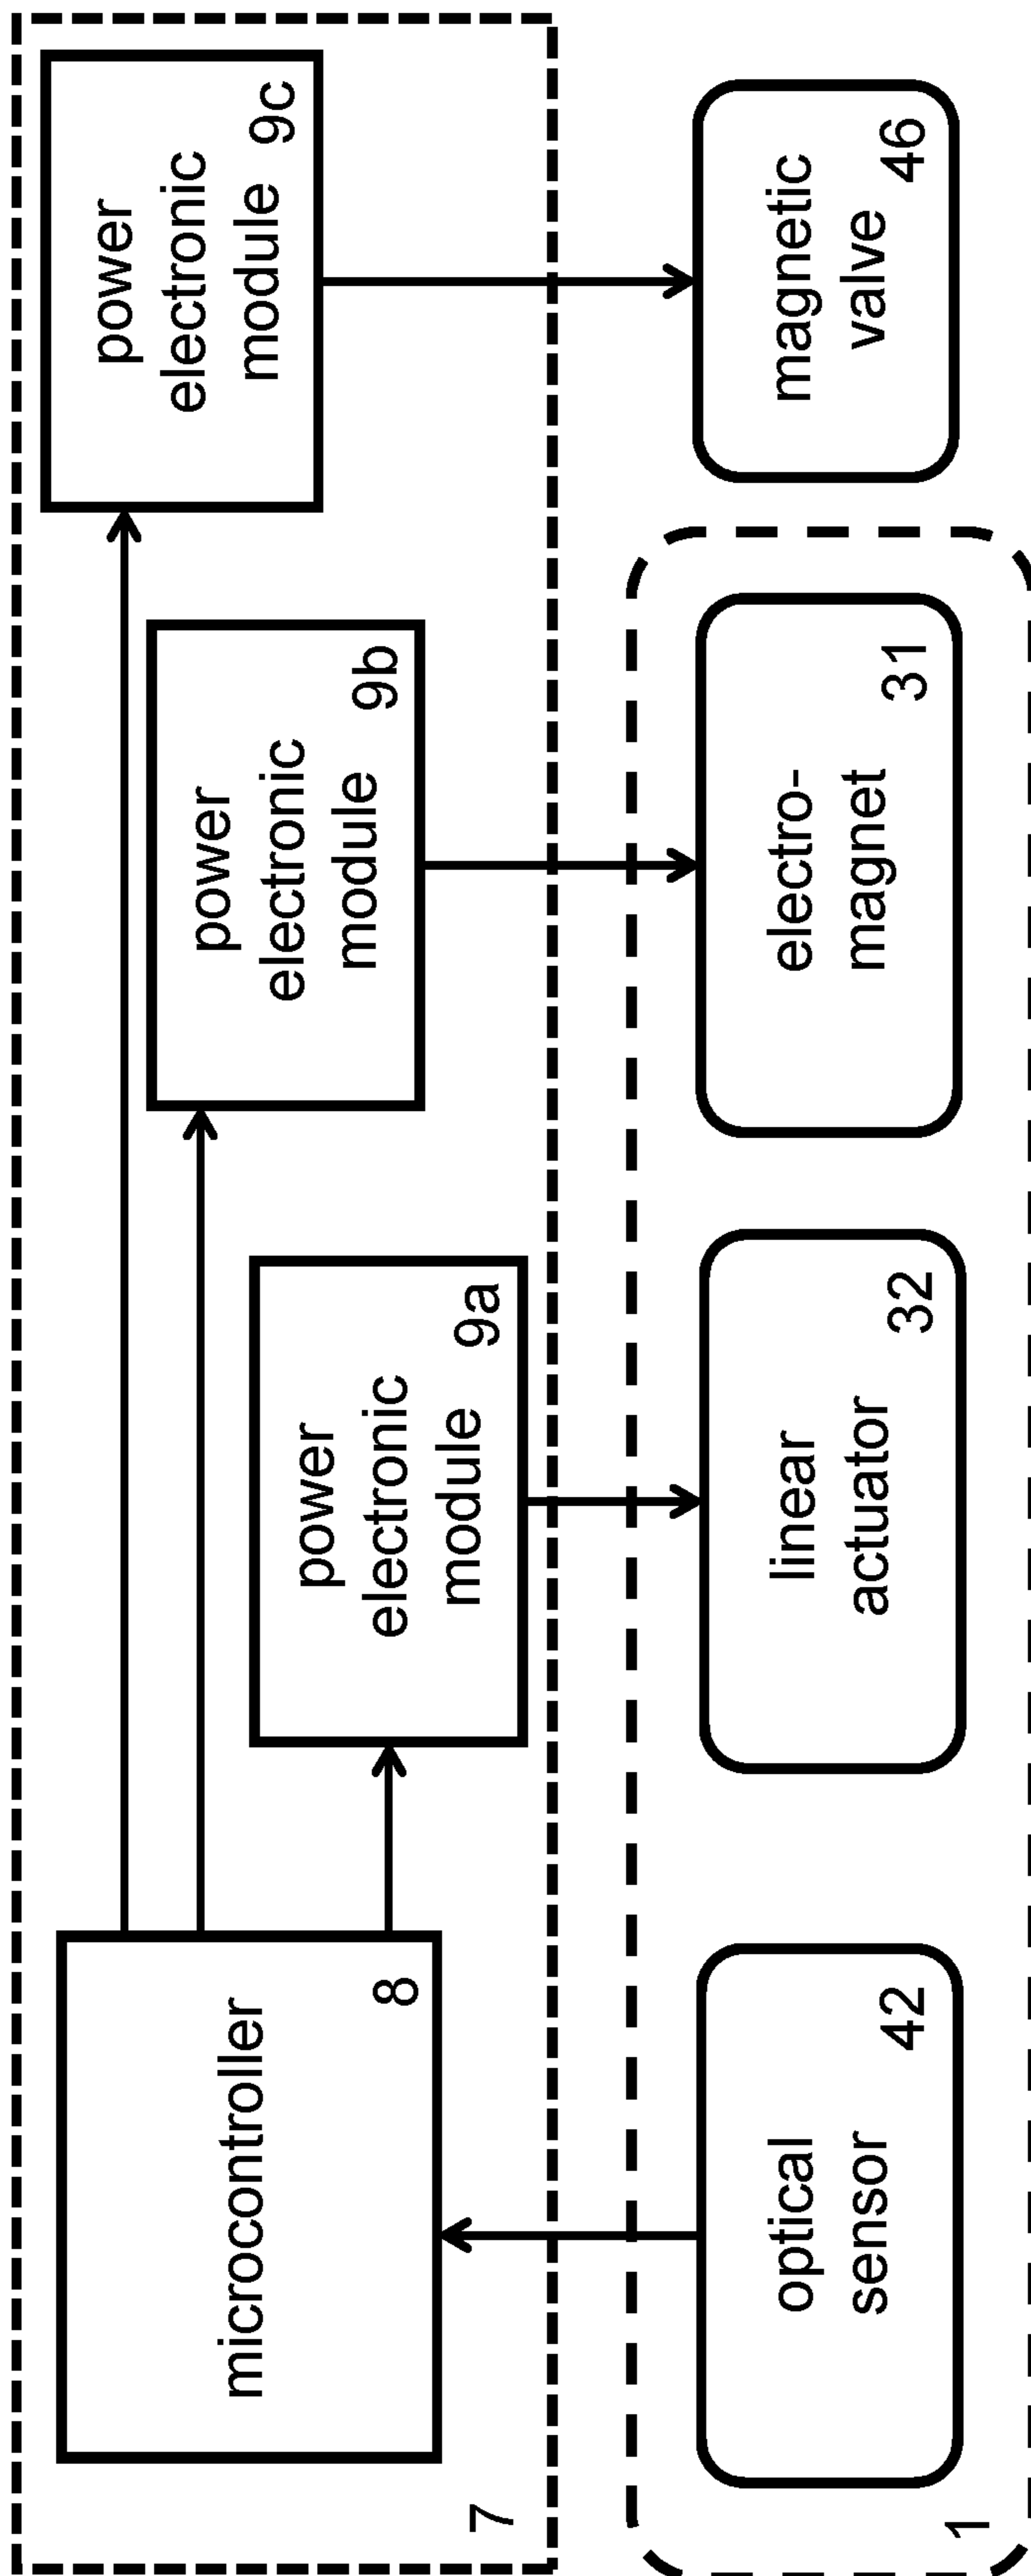 microcontroller
8
power
electronic
module 9a
power
electronic
module 9b
power
electronic
module 9c
7
optical
sensor
42
linear
actuator
32
electro-
magnet
31
magnetic
valve 46
1